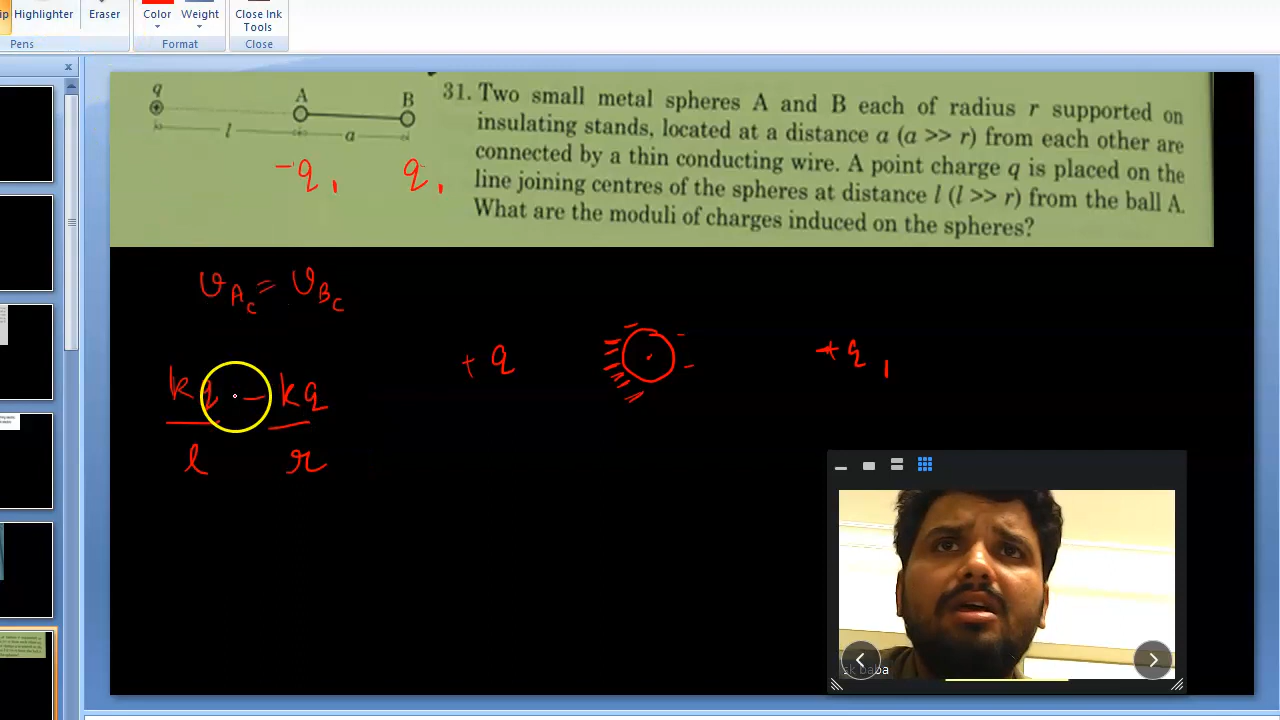 Highlighter
Eraser
Color
Weight
Close Ink
Tools
Pens
Format
Close
q
A
B
l
a
31. Two small metal spheres A and B each of radius r supported on
insulating stands, located at a distance a (a >> r) from each other are
connected by a thin conducting wire. A point charge q is placed on the
line joining centres of the spheres at distance l (l >> r) from the ball A.
What are the moduli of charges induced on the spheres?
-q₁ q₁
V_Ac = V_Bc
+q
+q₁
kq/l - kq/r
baba